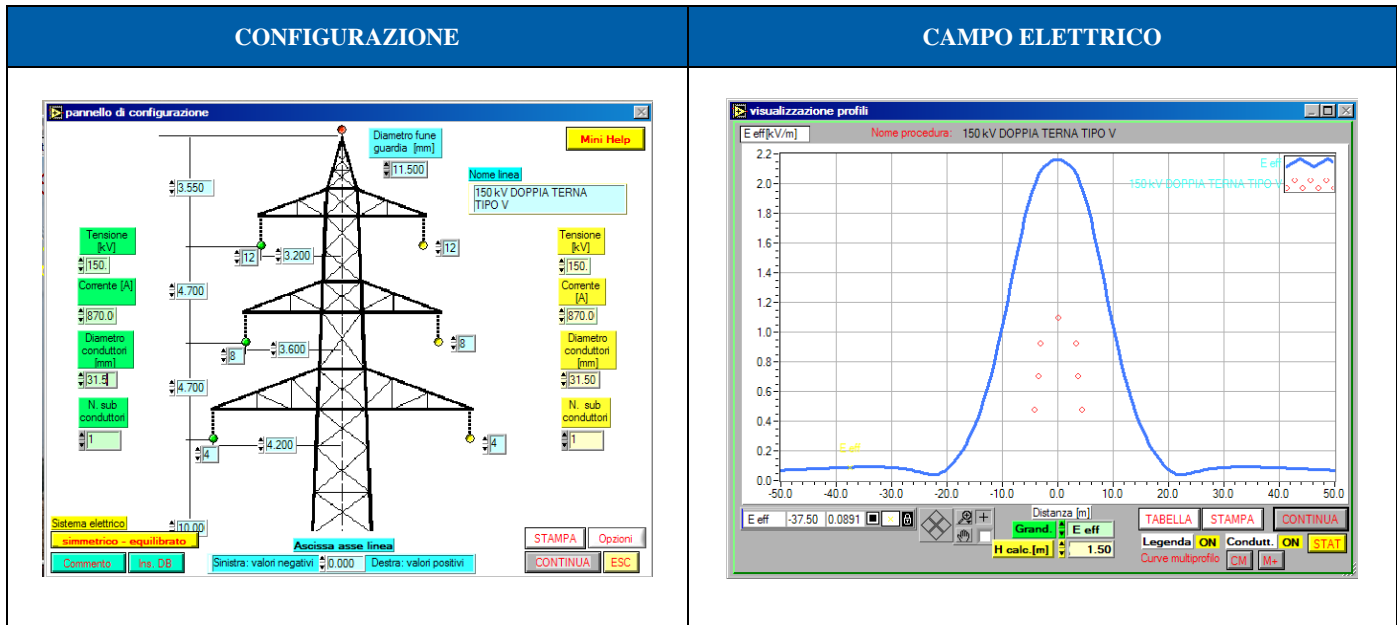 CONFIGURAZIONE
pannello di configurazione
Diametro fune
guardia [mm]
11.500
Mini Help
Nome linea
150 kV DOPPIA TERNA
TIPO V
3.550
Tensione
[kV]
150.
12
3.200
12
Tensione
[kV]
150.
Corrente [A]
870.0
4.700
Corrente
[A]
870.0
Diametro
conduttori
[mm]
31.5
8
3.600
8
Diametro
conduttori
[mm]
31.50
4.700
N. sub
conduttori
1
4
4.200
4
N. sub
conduttori
1
Sistema elettrico
10.00
simmetrico - equilibrato
Ascissa asse linea
STAMPA
Opzioni
Commento
Ins. DB
Sinistra: valori negativi
0.000
Destra: valori positivi
CONTINUA
ESC
CAMPO ELETTRICO
visualizzazione profili
E eff[kV/m]
Nome procedura:
150 kV DOPPIA TERNA TIPO V
2.2
E eff
2.0
150 kV DOPPIA TERNA TIPO V
1.8
1.6
1.4
1.2
1.0
0.8
0.6
0.4
0.2
E eff
0.0
-50.0 -40.0 -30.0 -20.0 -10.0 0.0 10.0 20.0 30.0 40.0 50.0
E eff
-37.50
0.0891
Distanza [m]
Grand.
E eff
H calc.[m]
1.50
TABELLA
STAMPA
CONTINUA
Legenda
ON
Condutt.
ON
STAT
Curve multiprofilo
CM
M+